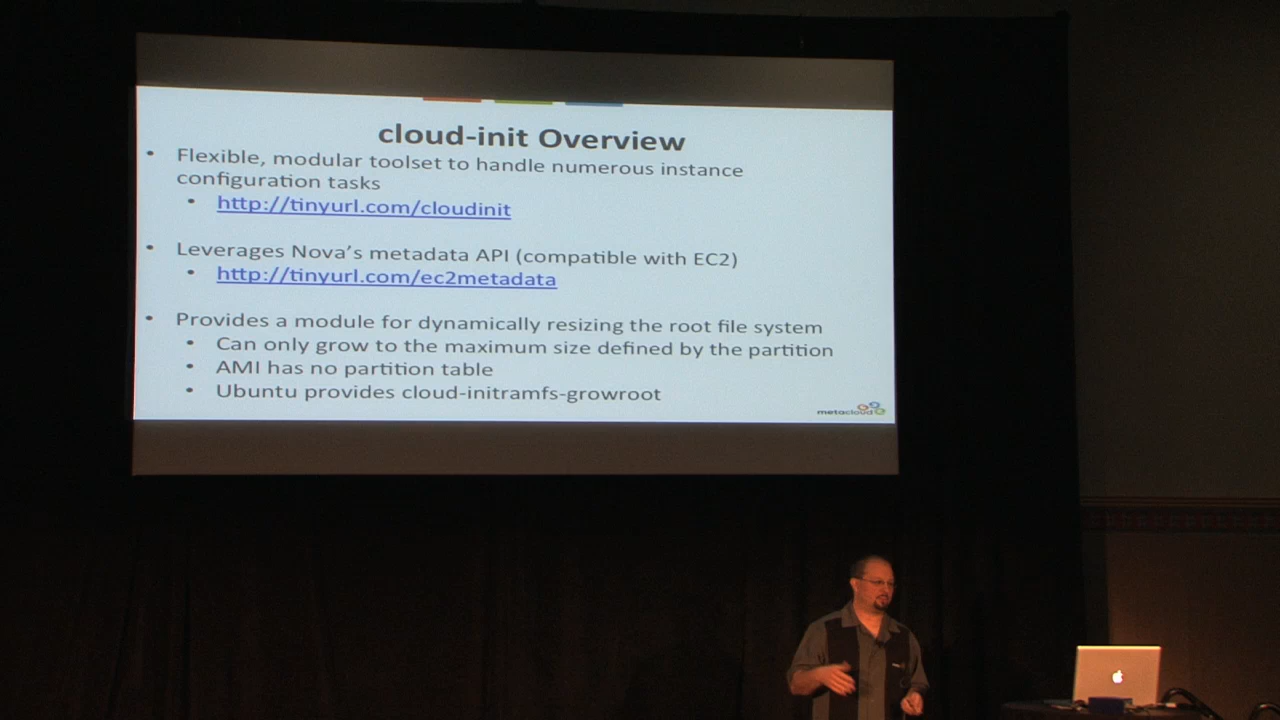 cloud-init Overview
• Flexible, modular toolset to handle numerous instance
configuration tasks
• http://tinyurl.com/cloudinit
• Leverages Nova's metadata API (compatible with EC2)
• http://tinyurl.com/ec2metadata
• Provides a module for dynamically resizing the root file system
• Can only grow to the maximum size defined by the partition
• AMI has no partition table
• Ubuntu provides cloud-initramfs-growroot
metacloud